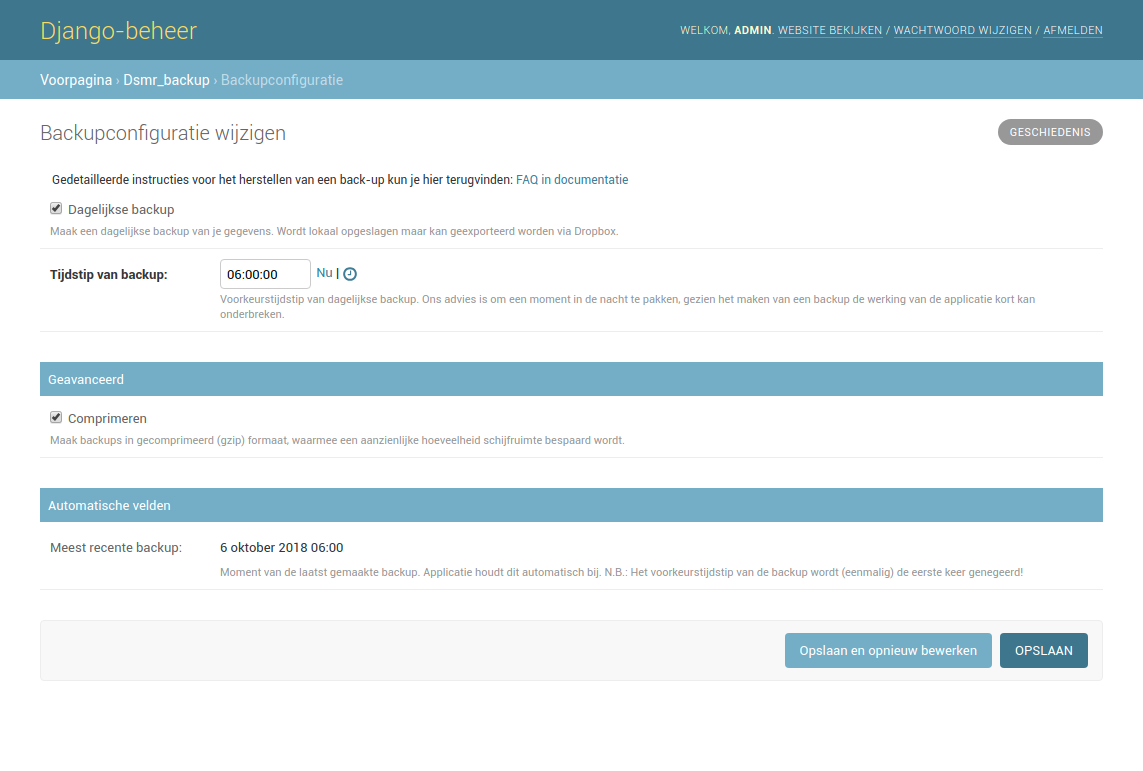 Django-beheer
WELKOM, ADMIN. WEBSITE BEKIJKEN / WACHTWOORD WIJZIGEN / AFMELDEN
Voorpagina › Dsmr_backup › Backupconfiguratie
Backupconfiguratie wijzigen
GESCHIEDENIS
Gedetailleerde instructies voor het herstellen van een back-up kun je hier terugvinden: FAQ in documentatie
Dagelijkse backup
Maak een dagelijkse backup van je gegevens. Wordt lokaal opgeslagen maar kan geexporteerd worden via Dropbox.
Tijdstip van backup:
06:00:00
Nu |
Voorkeurstijdstip van dagelijkse backup. Ons advies is om een moment in de nacht te pakken, gezien het maken van een backup de werking van de applicatie kort kan
onderbreken.
Geavanceerd
Comprimeren
Maak backups in gecomprimeerd (gzip) formaat, waarmee een aanzienlijke hoeveelheid schijfruimte bespaard wordt.
Automatische velden
Meest recente backup:
6 oktober 2018 06:00
Moment van de laatst gemaakte backup. Applicatie houdt dit automatisch bij. N.B.: Het voorkeurstijdstip van de backup wordt (eenmalig) de eerste keer genegeerd!
Opslaan en opnieuw bewerken
OPSLAAN